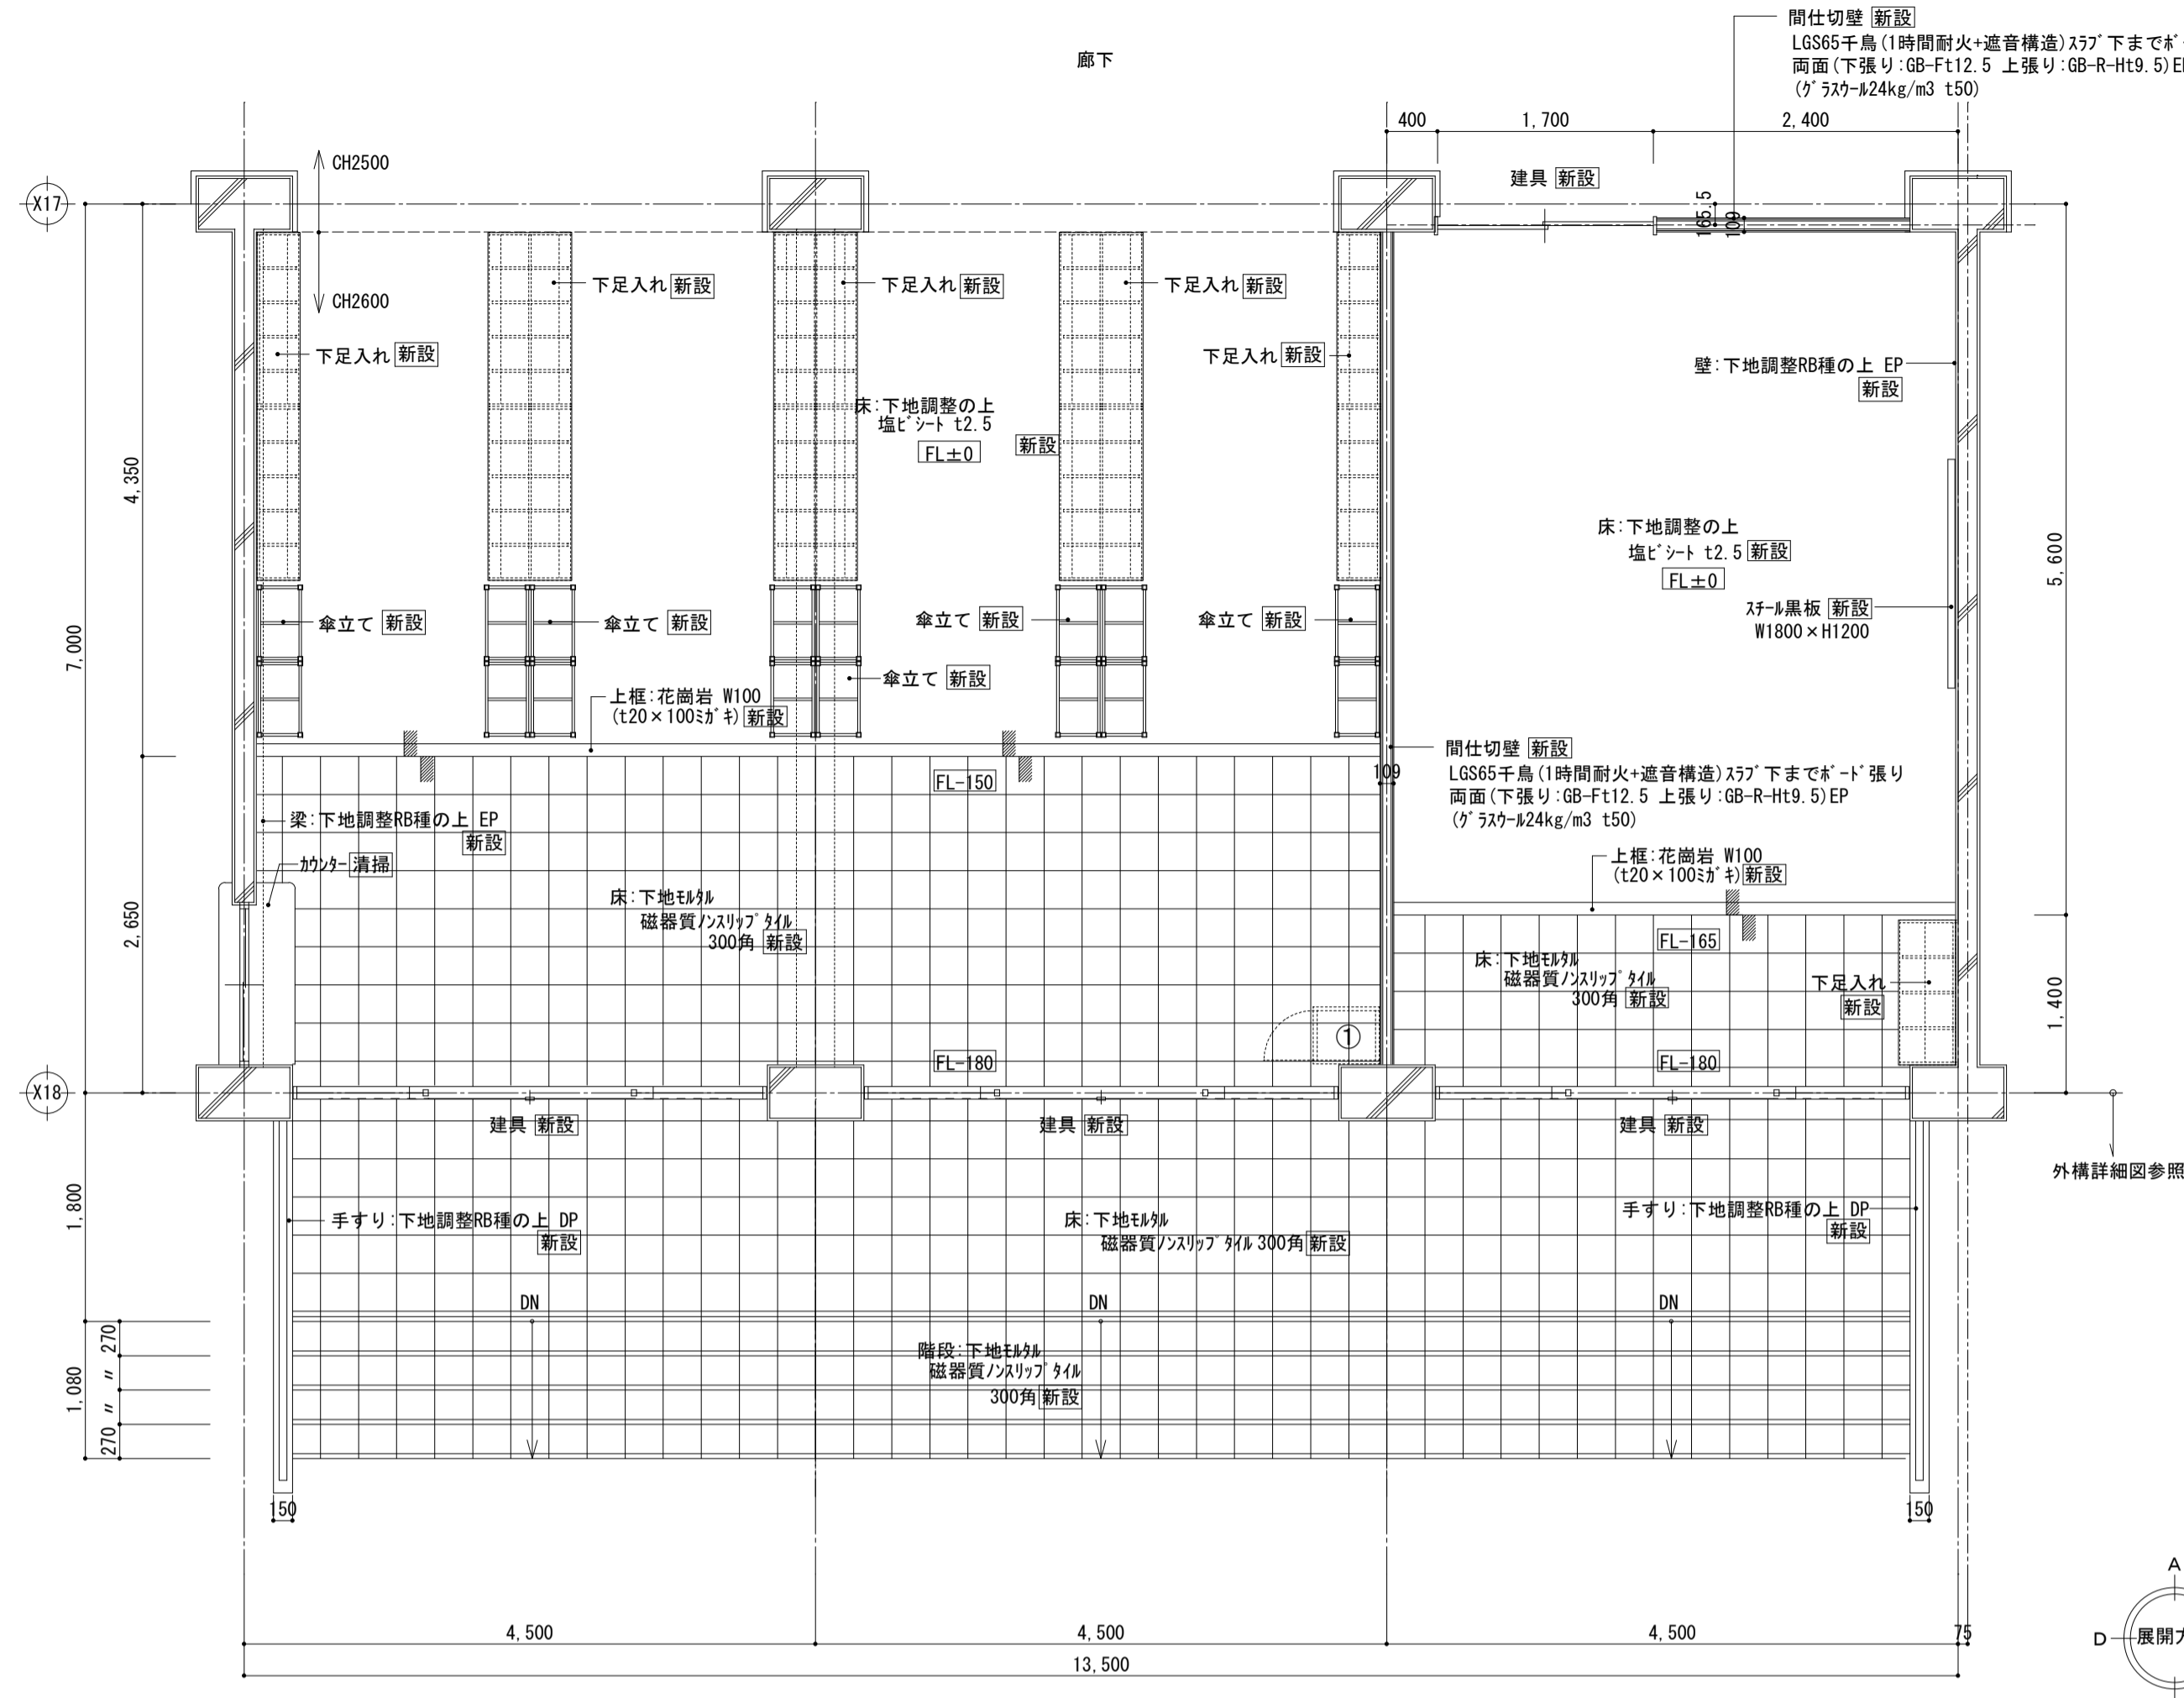 間仕切壁 新設
LGS65千鳥(1時間耐火+遮音構造)ｽﾗﾌﾞ下までﾎﾞ
両面(下張り:GB-Ft12.5 上張り:GB-R-Ht9.5)E
(ｸﾞﾗｽｳｰﾙ24kg/m3 t50)
廊下
400
1,700
2,400
CH2500
建具 新設
X17
165.5
109
CH2600
下足入れ 新設
下足入れ 新設
下足入れ 新設
下足入れ 新設
下足入れ 新設
壁:下地調整RB種の上 EP
新設
床:下地調整の上
塩ﾋﾞｼｰﾄ t2.5
新設
FL±0
4,350
床:下地調整の上
塩ﾋﾞｼｰﾄ t2.5 新設
FL±0
5,600
ｽﾁｰﾙ黒板 新設
W1800×H1200
7,000
傘立て 新設
傘立て 新設
傘立て 新設
傘立て 新設
傘立て 新設
上框:花崗岩 W100
(t20×100ﾐｶﾞｷ) 新設
間仕切壁 新設
LGS65千鳥(1時間耐火+遮音構造)ｽﾗﾌﾞ下までﾎﾞｰﾄﾞ張り
両面(下張り:GB-Ft12.5 上張り:GB-R-Ht9.5)EP
(ｸﾞﾗｽｳｰﾙ24kg/m3 t50)
109
FL-150
梁:下地調整RB種の上 EP
新設
ｶｳﾝﾀｰ 清掃
上框:花崗岩 W100
(t20×100ﾐｶﾞｷ) 新設
2,650
床:下地ﾓﾙﾀﾙ
磁器質ﾉﾝｽﾘｯﾌﾟﾀｲﾙ
300角 新設
FL-165
床:下地ﾓﾙﾀﾙ
磁器質ﾉﾝｽﾘｯﾌﾟﾀｲﾙ
300角 新設
下足入れ
新設
1,400
1
FL-180
FL-180
X18
建具 新設
建具 新設
建具 新設
外構詳細図参照
1,800
手すり:下地調整RB種の上 DP
新設
床:下地ﾓﾙﾀﾙ
磁器質ﾉﾝｽﾘｯﾌﾟﾀｲﾙ 300角 新設
手すり:下地調整RB種の上 DP
新設
DN
DN
DN
270
〃
〃
270
1,080
階段:下地ﾓﾙﾀﾙ
磁器質ﾉﾝｽﾘｯﾌﾟﾀｲﾙ
300角 新設
150
150
A
D
展開
4,500
4,500
4,500
75
13,500